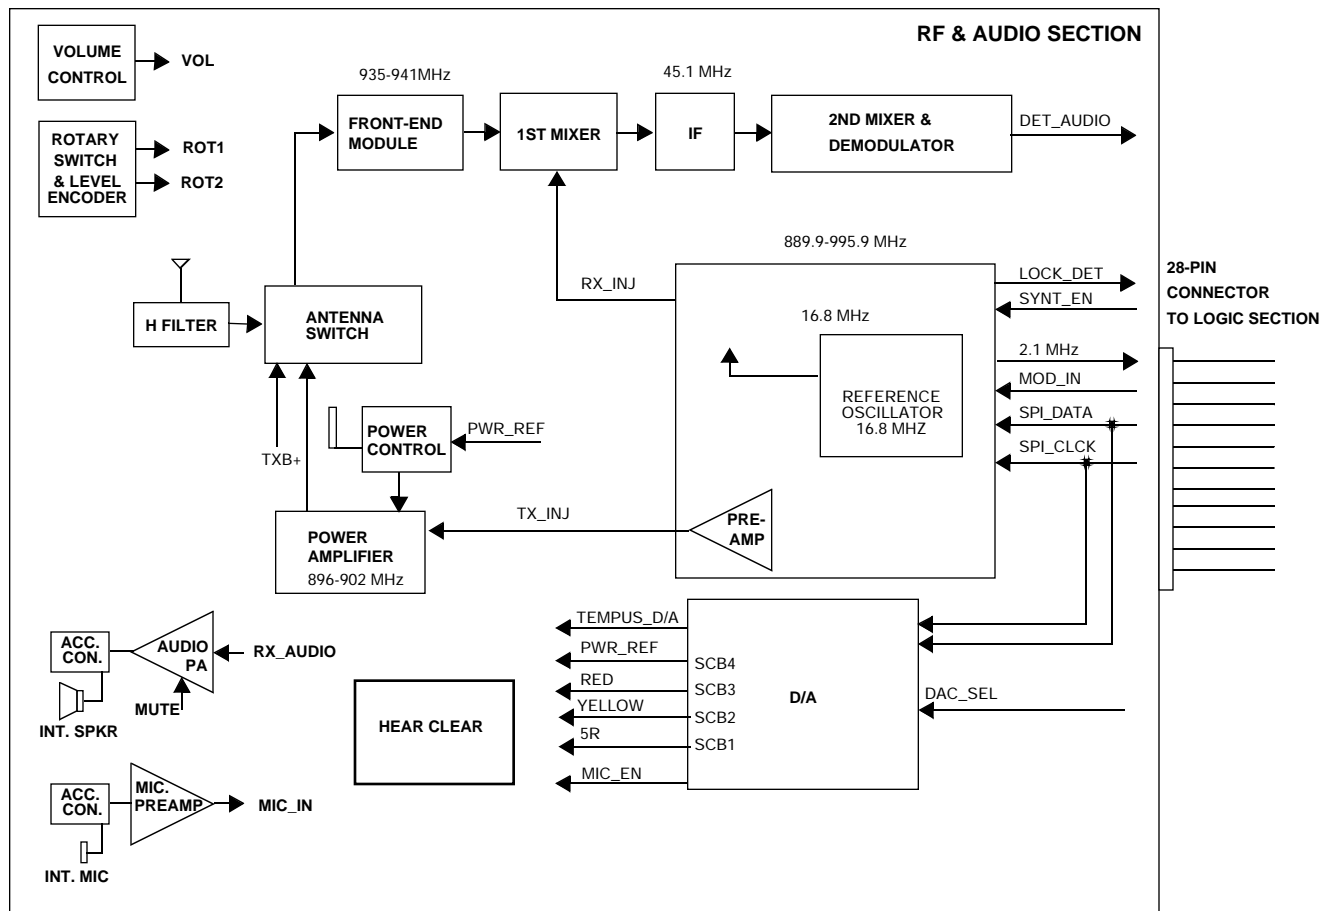 RF & AUDIO SECTION
VOLUME
CONTROL
VOL
935-941MHz
45.1 MHz
FRONT-END
MODULE
1ST MIXER
IF
2ND MIXER &
DEMODULATOR
DET_AUDIO
ROTARY
SWITCH
& LEVEL
ENCODER
ROT1
ROT2
889.9-995.9 MHz
RX_INJ
LOCK_DET
SYNT_EN
28-PIN
CONNECTOR
TO LOGIC SECTION
H FILTER
ANTENNA
SWITCH
16.8 MHz
2.1 MHz
MOD_IN
SPI_DATA
SPI_CLCK
REFERENCE
OSCILLATOR
16.8 MHZ
POWER
CONTROL
PWR_REF
TXB+
TX_INJ
PRE-
AMP
POWER
AMPLIFIER
896-902 MHz
TEMPUS_D/A
PWR_REF
RED
YELLOW
5R
MIC_EN
SCB4
SCB3
SCB2
SCB1
D/A
DAC_SEL
ACC.
CON.
AUDIO
PA
RX_AUDIO
MUTE
INT. SPKR
HEAR CLEAR
ACC.
CON.
MIC.
PREAMP
MIC_IN
INT. MIC